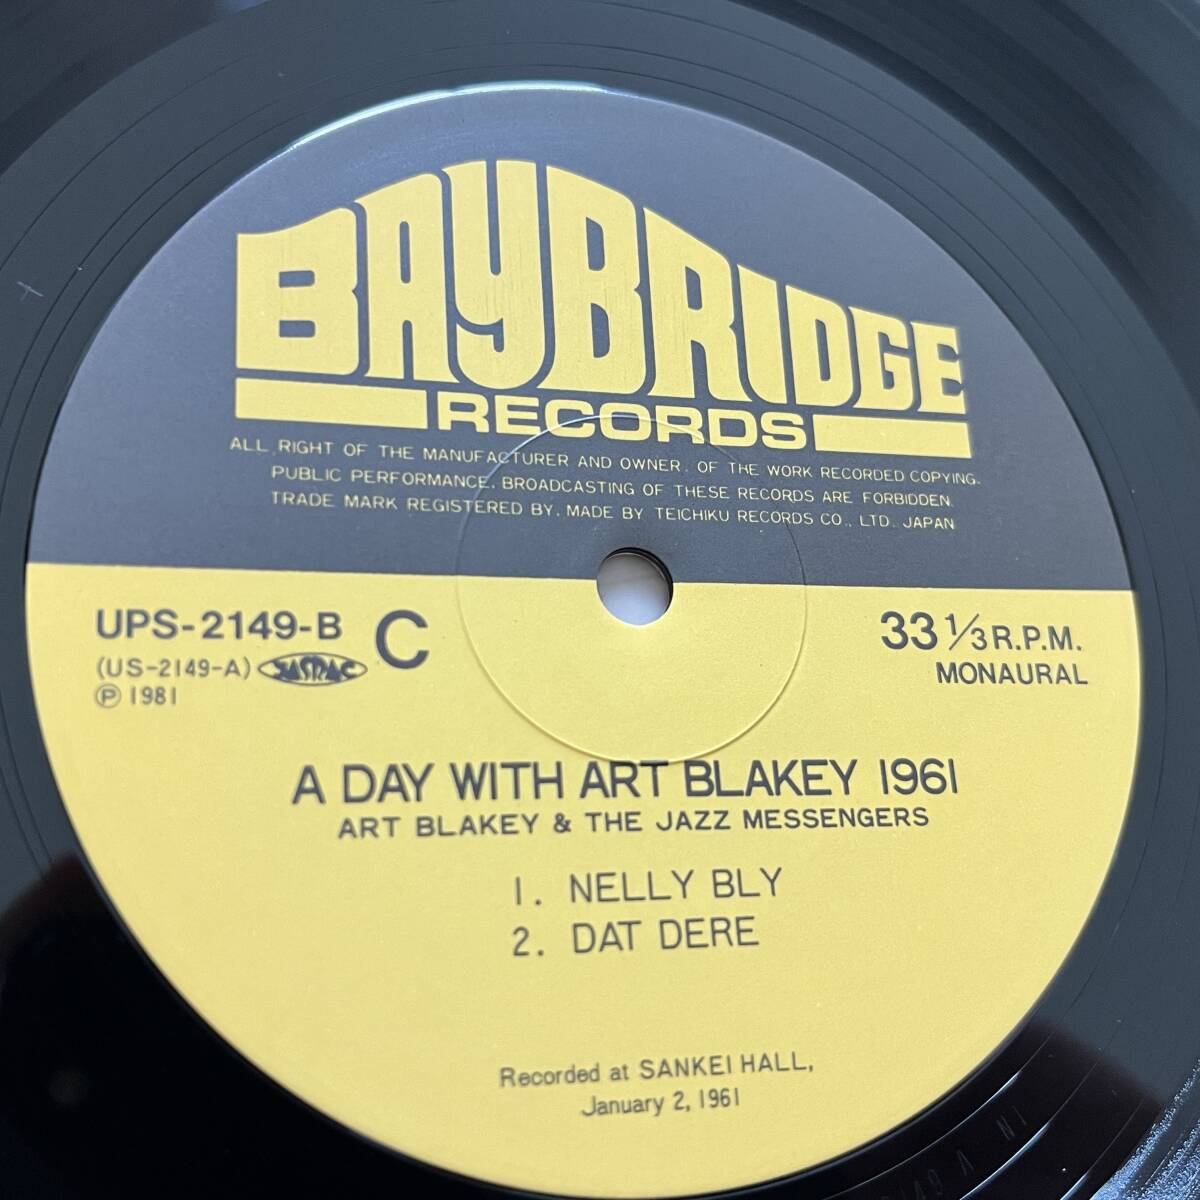 BAYBRIDGE
RECORDS
ALL RIGHT OF THE MANUFACTURER AND OWNER. OF THE WORK RECORDED COPYING.
PUBLIC PERFORMANCE. BROADCASTING OF THESE RECORDS ARE FORBIDDEN.
TRADE MARK REGISTERED BY. MADE BY TEICHIKU RECORDS CO., LTD. JAPAN
UPS-2149-B C 33 1/3 R.P.M.
(US-2149-A) JASRAC MONAURAL
Ⓟ 1981
A DAY WITH ART BLAKEY 1961
ART BLAKEY & THE JAZZ MESSENGERS
1. NELLY BLY
2. DAT DERE
Recorded at SANKEI HALL,
January 2, 1961